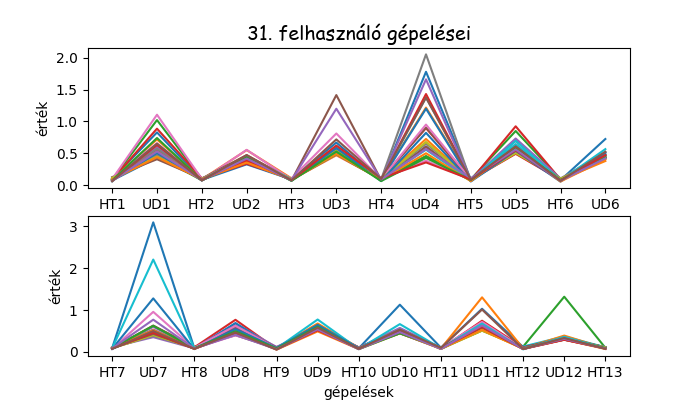 31. felhasználó gépelései
2.0
1.5
1.0
0.5
0.0
érték
HT1 UD1 HT2 UD2 HT3 UD3 HT4 UD4 HT5 UD5 HT6 UD6
3
2
1
0
érték
HT7 UD7 HT8 UD8 HT9 UD9 HT10 UD10 HT11 UD11 HT12 UD12 HT13
gépelések